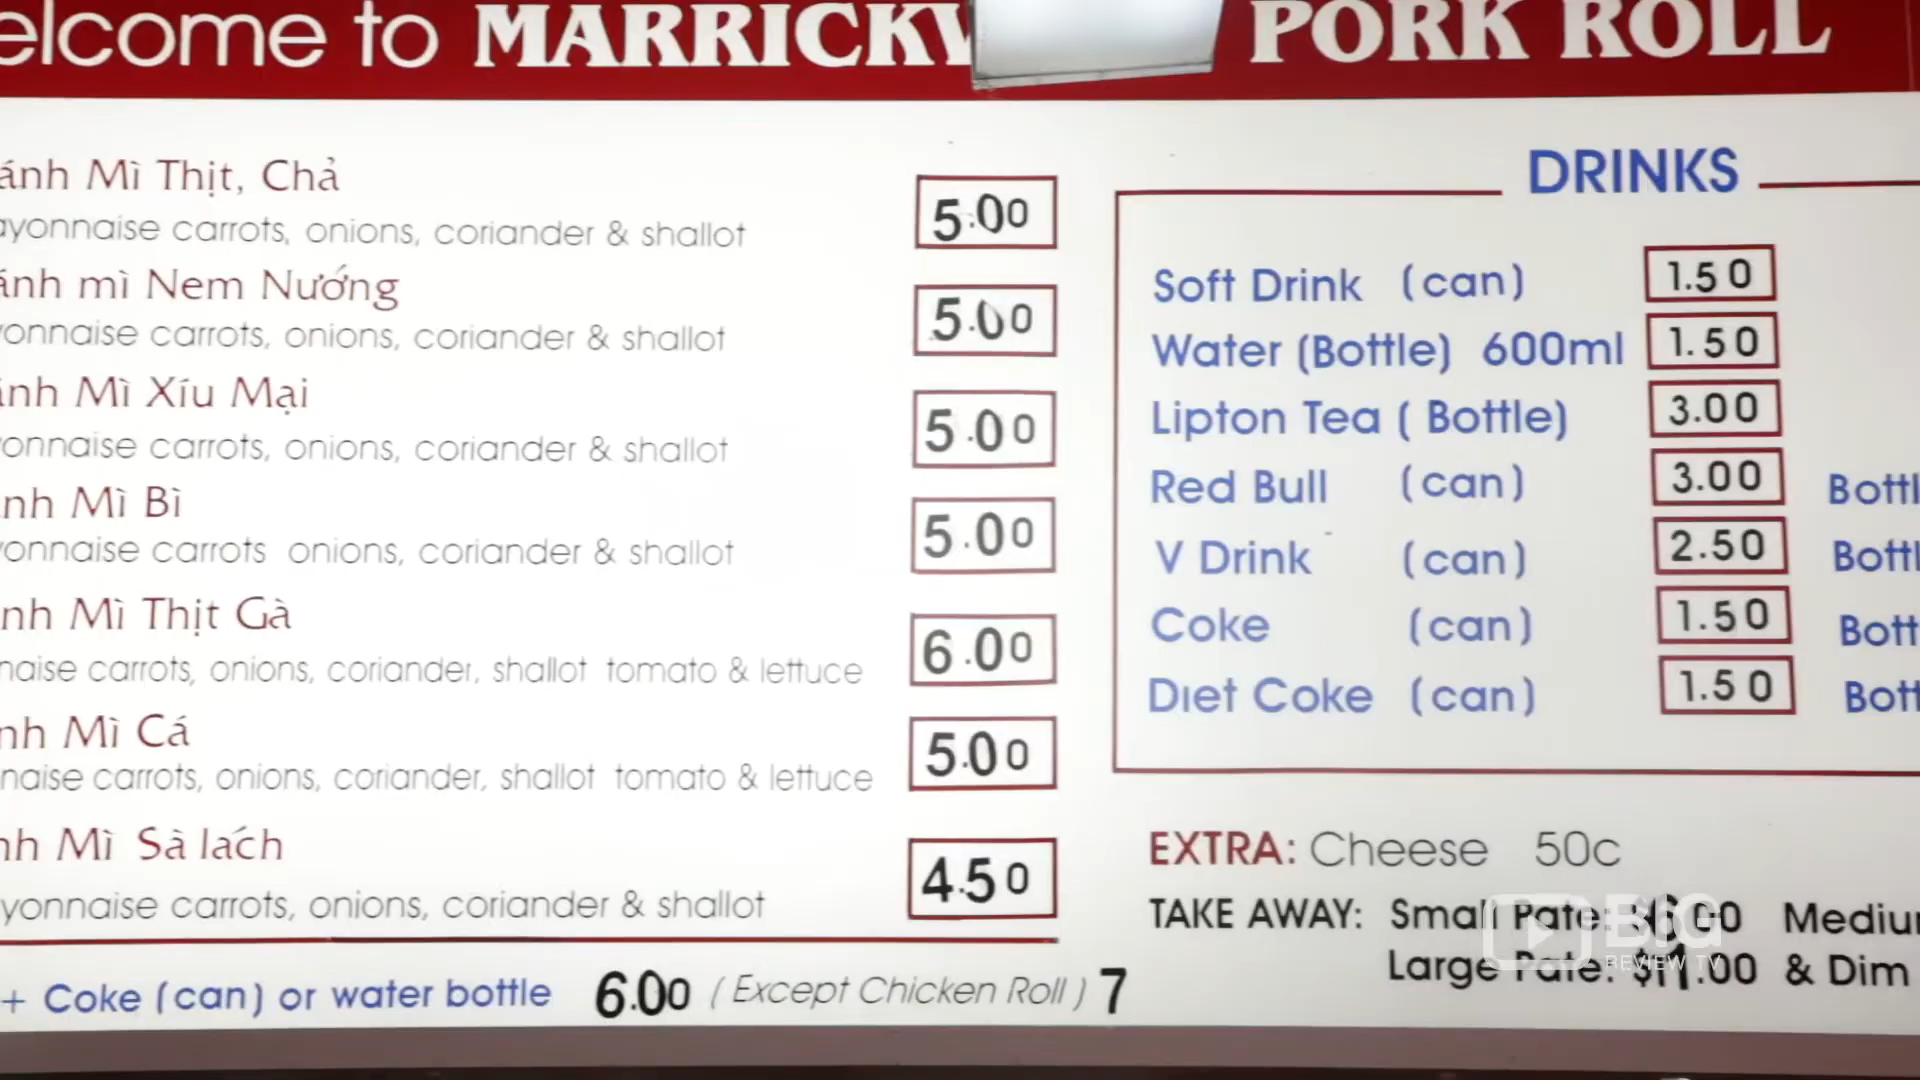 elcome to MARRICKV PORK ROLL
ánh Mì Thịt, Chả 5.00
ayonnaise carrots, onions, coriander & shallot
ánh mì Nem Nướng 5.00
yonnaise carrots, onions, coriander & shallot
ánh Mì Xíu Mại 5.00
yonnaise carrots, onions, coriander & shallot
ánh Mì Bì 5.00
yonnaise carrots onions, coriander & shallot
ánh Mì Thịt Gà 6.00
naise carrots, onions, coriander, shallot tomato & lettuce
nh Mì Cá 5.00
naise carrots, onions, coriander, shallot tomato & lettuce
nh Mì Sà lách 4.50
yonnaise carrots, onions, coriander & shallot
+ Coke (can) or water bottle 6.00 (Except Chicken Roll) 7
DRINKS
Soft Drink (can) 1.50
Water (Bottle) 600ml 1.50
Lipton Tea ( Bottle) 3.00
Red Bull (can) 3.00 Bottl
V Drink (can) 2.50 Bottl
Coke (can) 1.50 Bott
Diet Coke (can) 1.50 Bott
EXTRA: Cheese 50c
TAKE AWAY: Small Pate: $6.00 Mediu
Large Pate: $11.00 & Dim
BIG
REVIEW TV